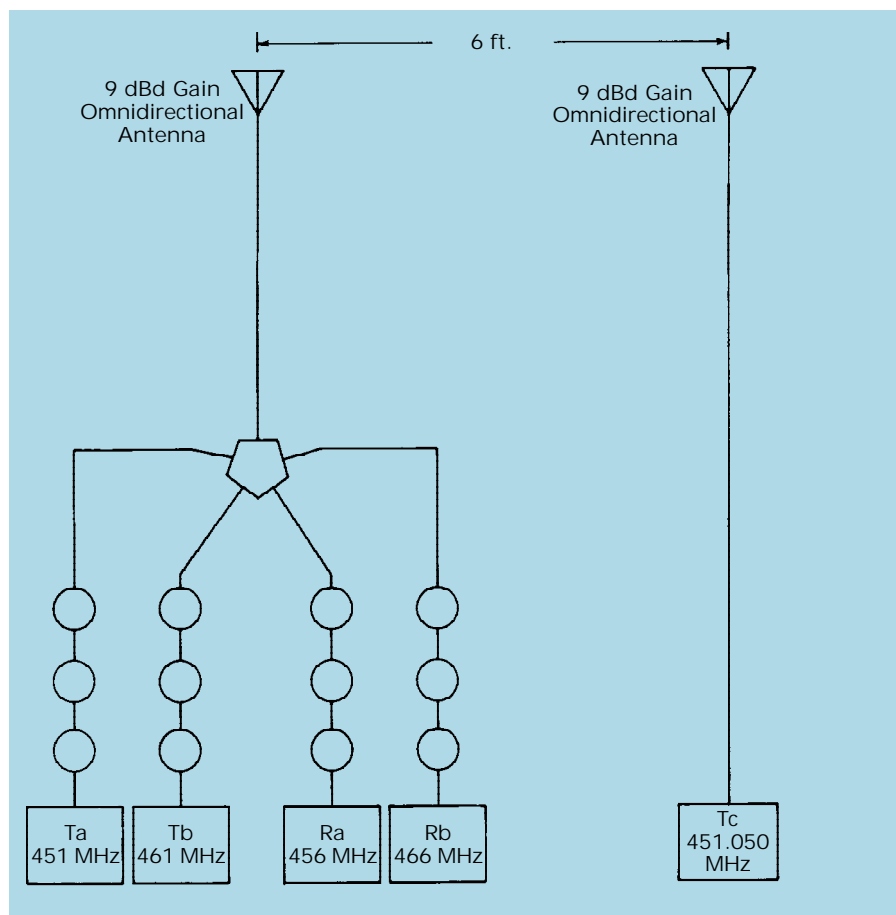 6 ft.
9 dBd Gain
Omnidirectional
Antenna
9 dBd Gain
Omnidirectional
Antenna
Ta
451 MHz
Tb
461 MHz
Ra
456 MHz
Rb
466 MHz
Tc
451.050
MHz